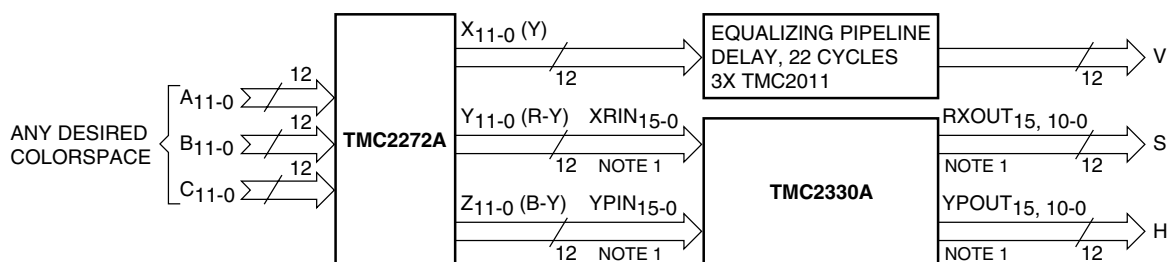 X11-0 (Y)
12
EQUALIZING PIPELINE
DELAY, 22 CYCLES
3X TMC2011
12
V
ANY DESIRED
COLORSPACE
A11-0
12
B11-0
12
C11-0
12
TMC2272A
Y11-0 (R-Y)
XRIN15-0
12
NOTE 1
Z11-0 (B-Y)
YPIN15-0
12
NOTE 1
TMC2330A
RXOUT15, 10-0
NOTE 1
12
S
YPOUT15, 10-0
NOTE 1
12
H